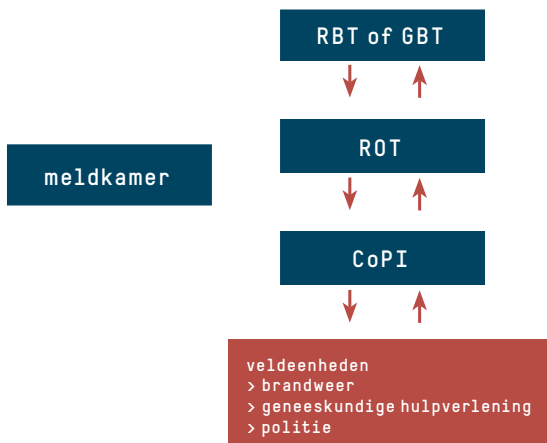 RBT of GBT
ROT
meldkamer
CoPI
veldeenheden
> brandweer
> geneeskundige hulpverlening
> politie